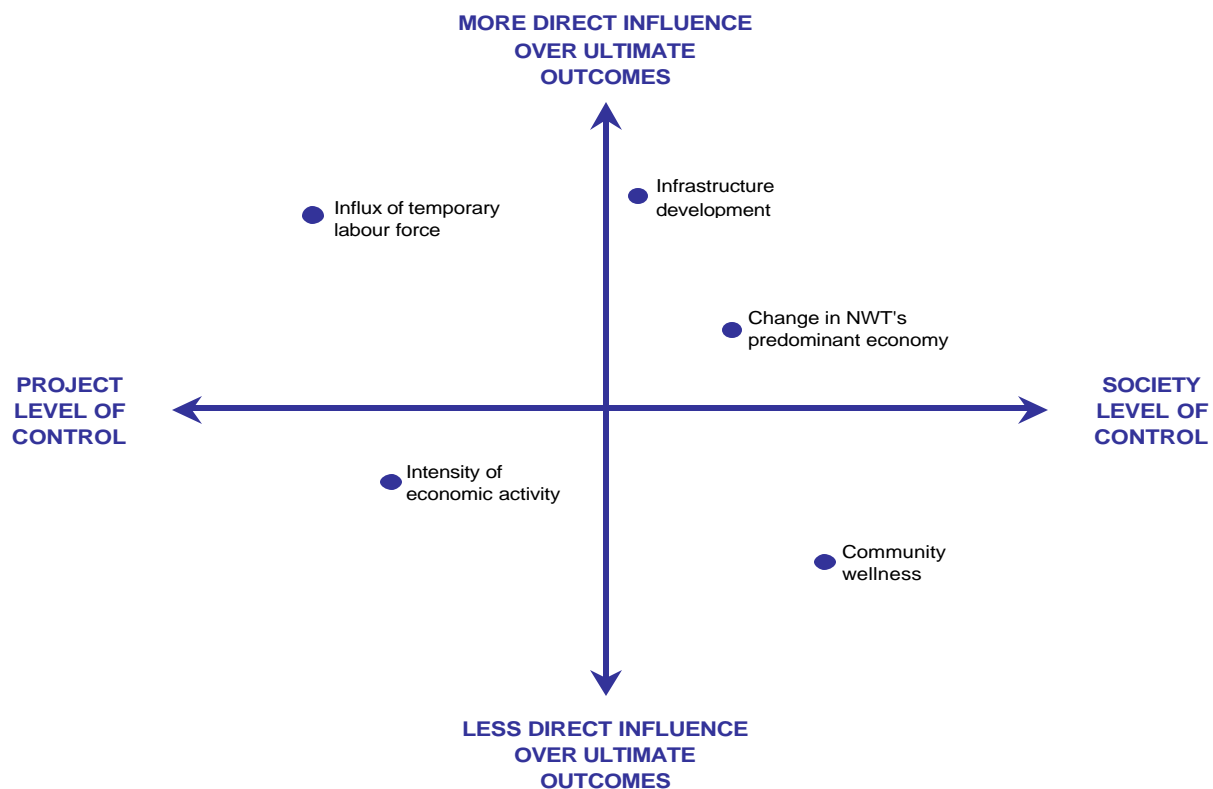 MORE DIRECT INFLUENCE
OVER ULTIMATE
OUTCOMES
Infrastructure
development
Influx of temporary
labour force
Change in NWT's
predominant economy
PROJECT
LEVEL OF
CONTROL
SOCIETY
LEVEL OF
CONTROL
Intensity of
economic activity
Community
wellness
LESS DIRECT INFLUENCE
OVER ULTIMATE
OUTCOMES